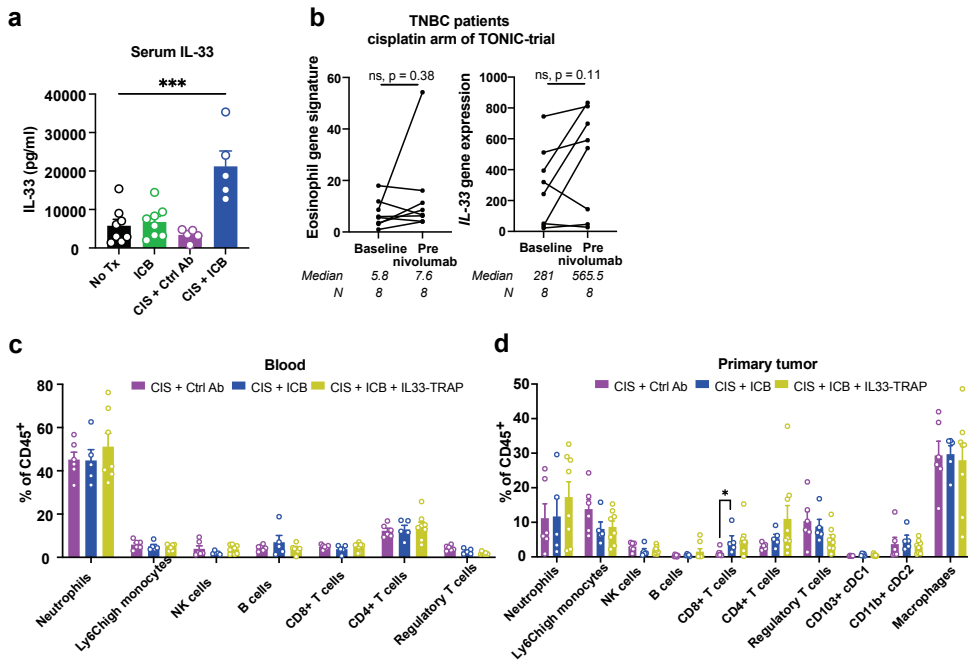 a
Serum IL-33
***
IL-33 (pg/ml)
40000
30000
20000
10000
0
No Tx
ICB
CIS + Ctrl Ab
CIS + ICB
b
TNBC patients
cisplatin arm of TONIC-trial
ns, p = 0.38
Eosinophil gene signature
60
40
20
0
Baseline Pre
nivolumab
Median 5.8 7.6
N 8 8
ns, p = 0.11
IL-33 gene expression
1000
800
600
400
200
0
Baseline Pre
nivolumab
Median 281 565.5
N 8 8
c
Blood
CIS + Ctrl Ab CIS + ICB CIS + ICB + IL33-TRAP
% of CD45+
80
60
40
20
0
Neutrophils
Ly6Chigh monocytes
NK cells
B cells
CD8+ T cells
CD4+ T cells
Regulatory T cells
d
Primary tumor
CIS + Ctrl Ab CIS + ICB CIS + ICB + IL33-TRAP
% of CD45+
50
40
30
20
10
0
*
Neutrophils
Ly6Chigh monocytes
NK cells
B cells
CD8+ T cells
CD4+ T cells
Regulatory T cells
CD103+ cDC1
CD11b+ cDC2
Macrophages